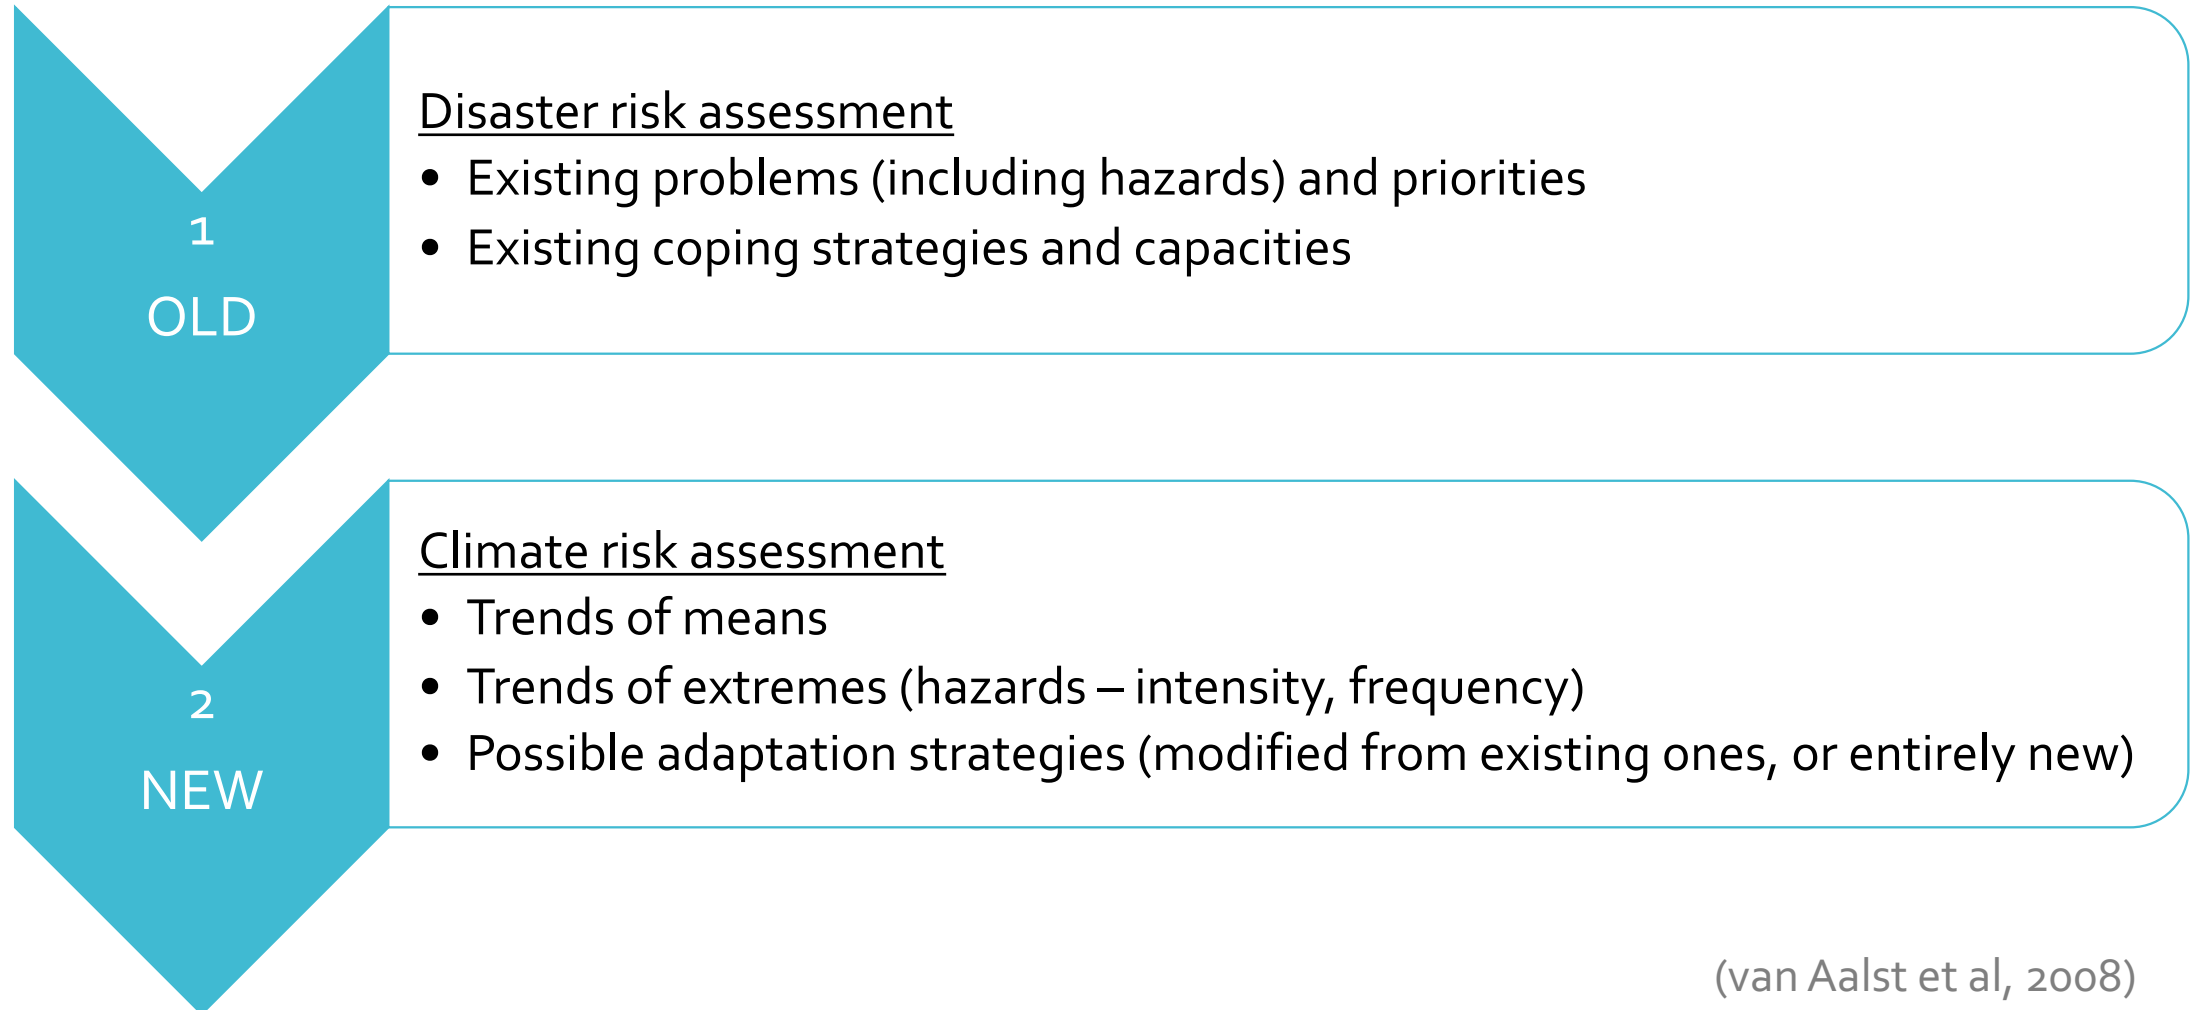 1
OLD
Disaster risk assessment
• Existing problems (including hazards) and priorities
• Existing coping strategies and capacities
2
NEW
Climate risk assessment
• Trends of means
• Trends of extremes (hazards – intensity, frequency)
• Possible adaptation strategies (modified from existing ones, or entirely new)
(van Aalst et al, 2008)